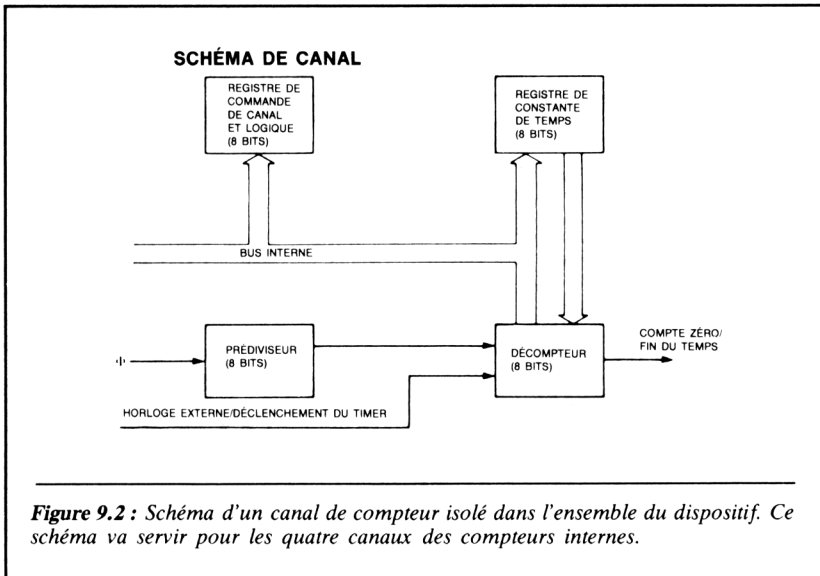 SCHÉMA DE CANAL
REGISTRE DE
COMMANDE
DE CANAL
ET LOGIQUE
(8 BITS)
REGISTRE DE
CONSTANTE
DE TEMPS
(8 BITS)
BUS INTERNE
PRÉDIVISEUR
(8 BITS)
DÉCOMPTEUR
(8 BITS)
COMPTE ZÉRO/
FIN DU TEMPS
HORLOGE EXTERNE/DÉCLENCHEMENT DU TIMER
Figure 9.2 : Schéma d'un canal de compteur isolé dans l'ensemble du dispositif. Ce
schéma va servir pour les quatre canaux des compteurs internes.